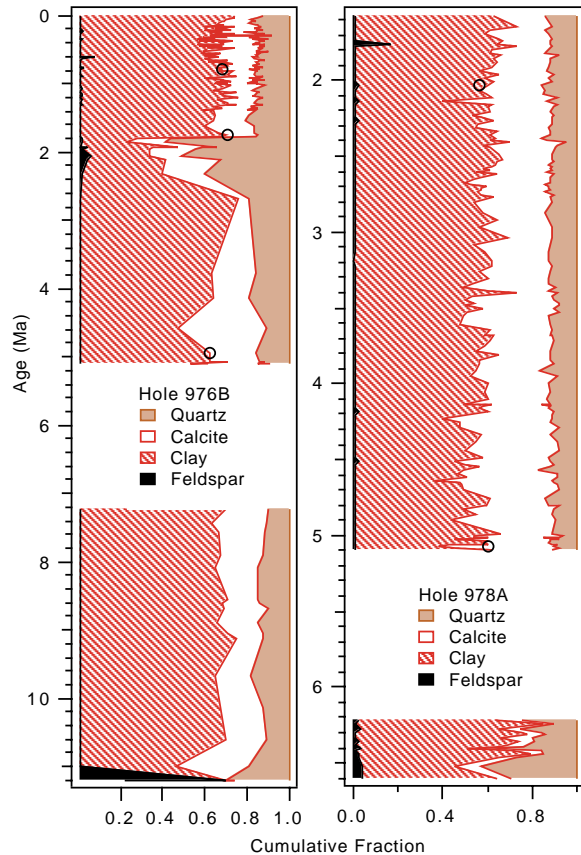 0
2
4
6
8
10
Age (Ma)
Hole 976B
Quartz
Calcite
Clay
Feldspar
0.2 0.4 0.6 0.8 1.0
2
3
4
5
6
Hole 978A
Quartz
Calcite
Clay
Feldspar
0.0 0.4 0.8
Cumulative Fraction